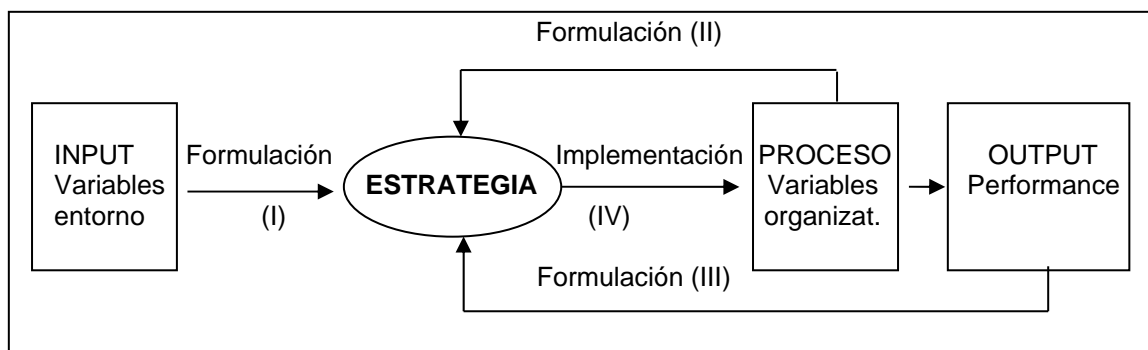 Formulación (II)
INPUT
Variables
entorno
Formulación
(I)
ESTRATEGIA
Implementación
(IV)
PROCESO
Variables
organizat.
OUTPUT
Performance
Formulación (III)